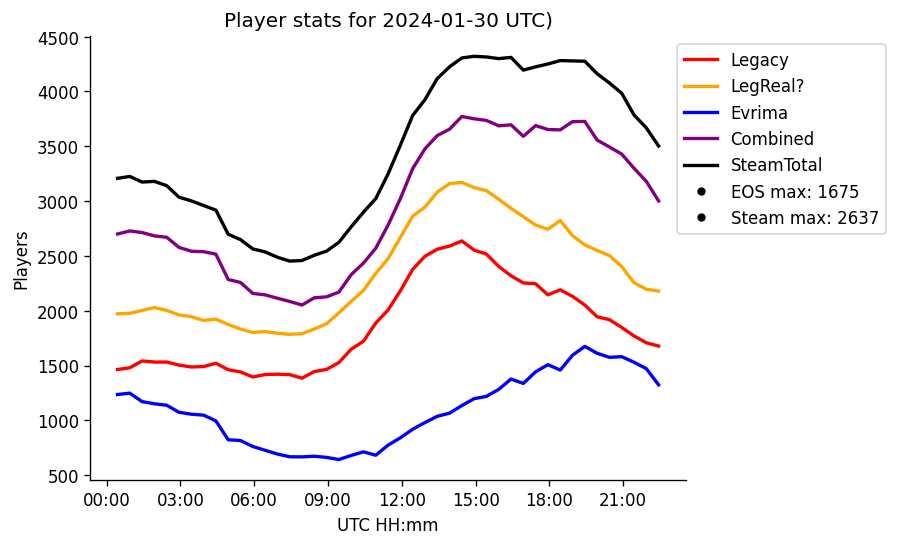 Player stats for 2024-01-30 UTC)
4500
4000
3500
3000
2500
2000
1500
1000
500
Players
00:00 03:00 06:00 09:00 12:00 15:00 18:00 21:00
UTC HH:mm
Legacy
LegReal?
Evrima
Combined
SteamTotal
EOS max: 1675
Steam max: 2637